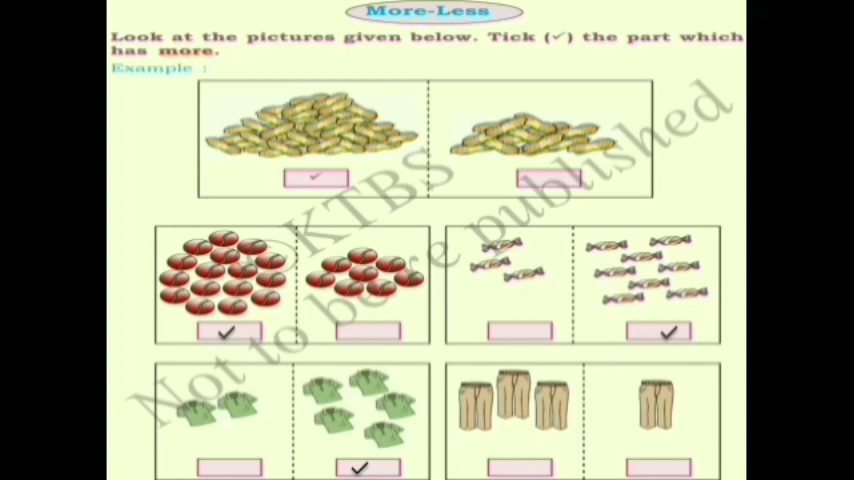 More-Less
Look at the pictures given below. Tick (✓) the part which
has more.
Example :
©KTBS
Not to be re published